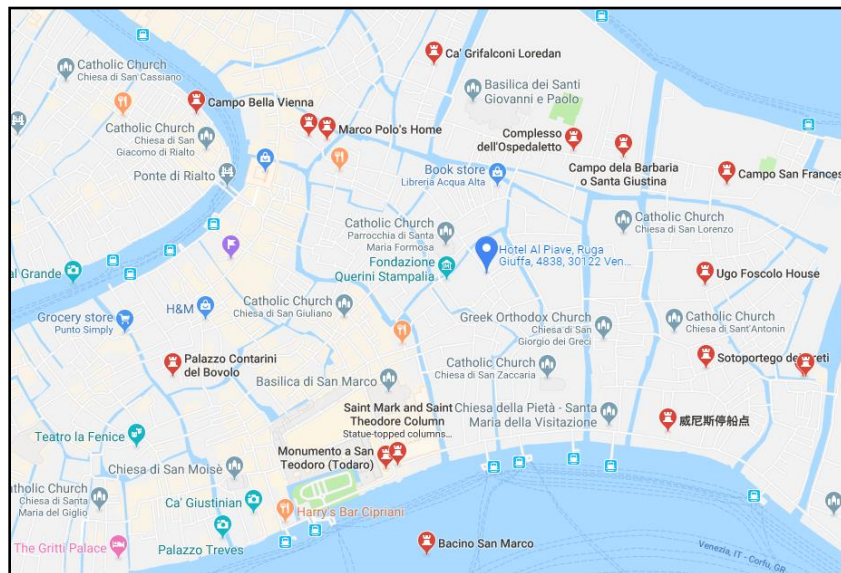 Catholic Church
Chiesa di San Cassiano
Campo Bella Vienna
Ca' Grifalconi Loredan
Basilica dei Santi
Giovanni e Paolo
Marco Polo's Home
Catholic Church
Chiesa di San
Giacomo di Rialto
Complesso
dell'Ospedaletto
Ponte di Rialto
Book store
Libreria Acqua Alta
Campo dela Barbaria
o Santa Giustina
Campo San Frances
Catholic Church
Parrocchia di Santa
Maria Formosa
Catholic Church
Chiesa di San Lorenzo
Hotel Al Piave, Ruga
Giuffa, 4838, 30122 Ven...
Fondazione
Querini Stampalia
al Grande
Ugo Foscolo House
Grocery store
Punto Simply
H&M
Catholic Church
Chiesa di San Giuliano
Greek Orthodox Church
Chiesa di San
Giorgio dei Greci
Catholic Church
Chiesa di Sant'Antonin
Palazzo Contarini
del Bovolo
Basilica di San Marco
Catholic Church
Chiesa di San Zaccaria
Sotoportego dei
reti
Saint Mark and Saint
Theodore Column
Statue-topped columns...
Chiesa della Pietà - Santa
Maria della Visitazione
威尼斯停船点
Teatro la Fenice
Monumento a San
Teodoro (Todaro)
Chiesa di San Moisè
Catholic Church
Chiesa di Santa
Maria del Giglio
Ca' Giustinian
Harry's Bar Cipriani
The Gritti Palace
Palazzo Treves
Bacino San Marco
Venezia, IT - Corfu, GR